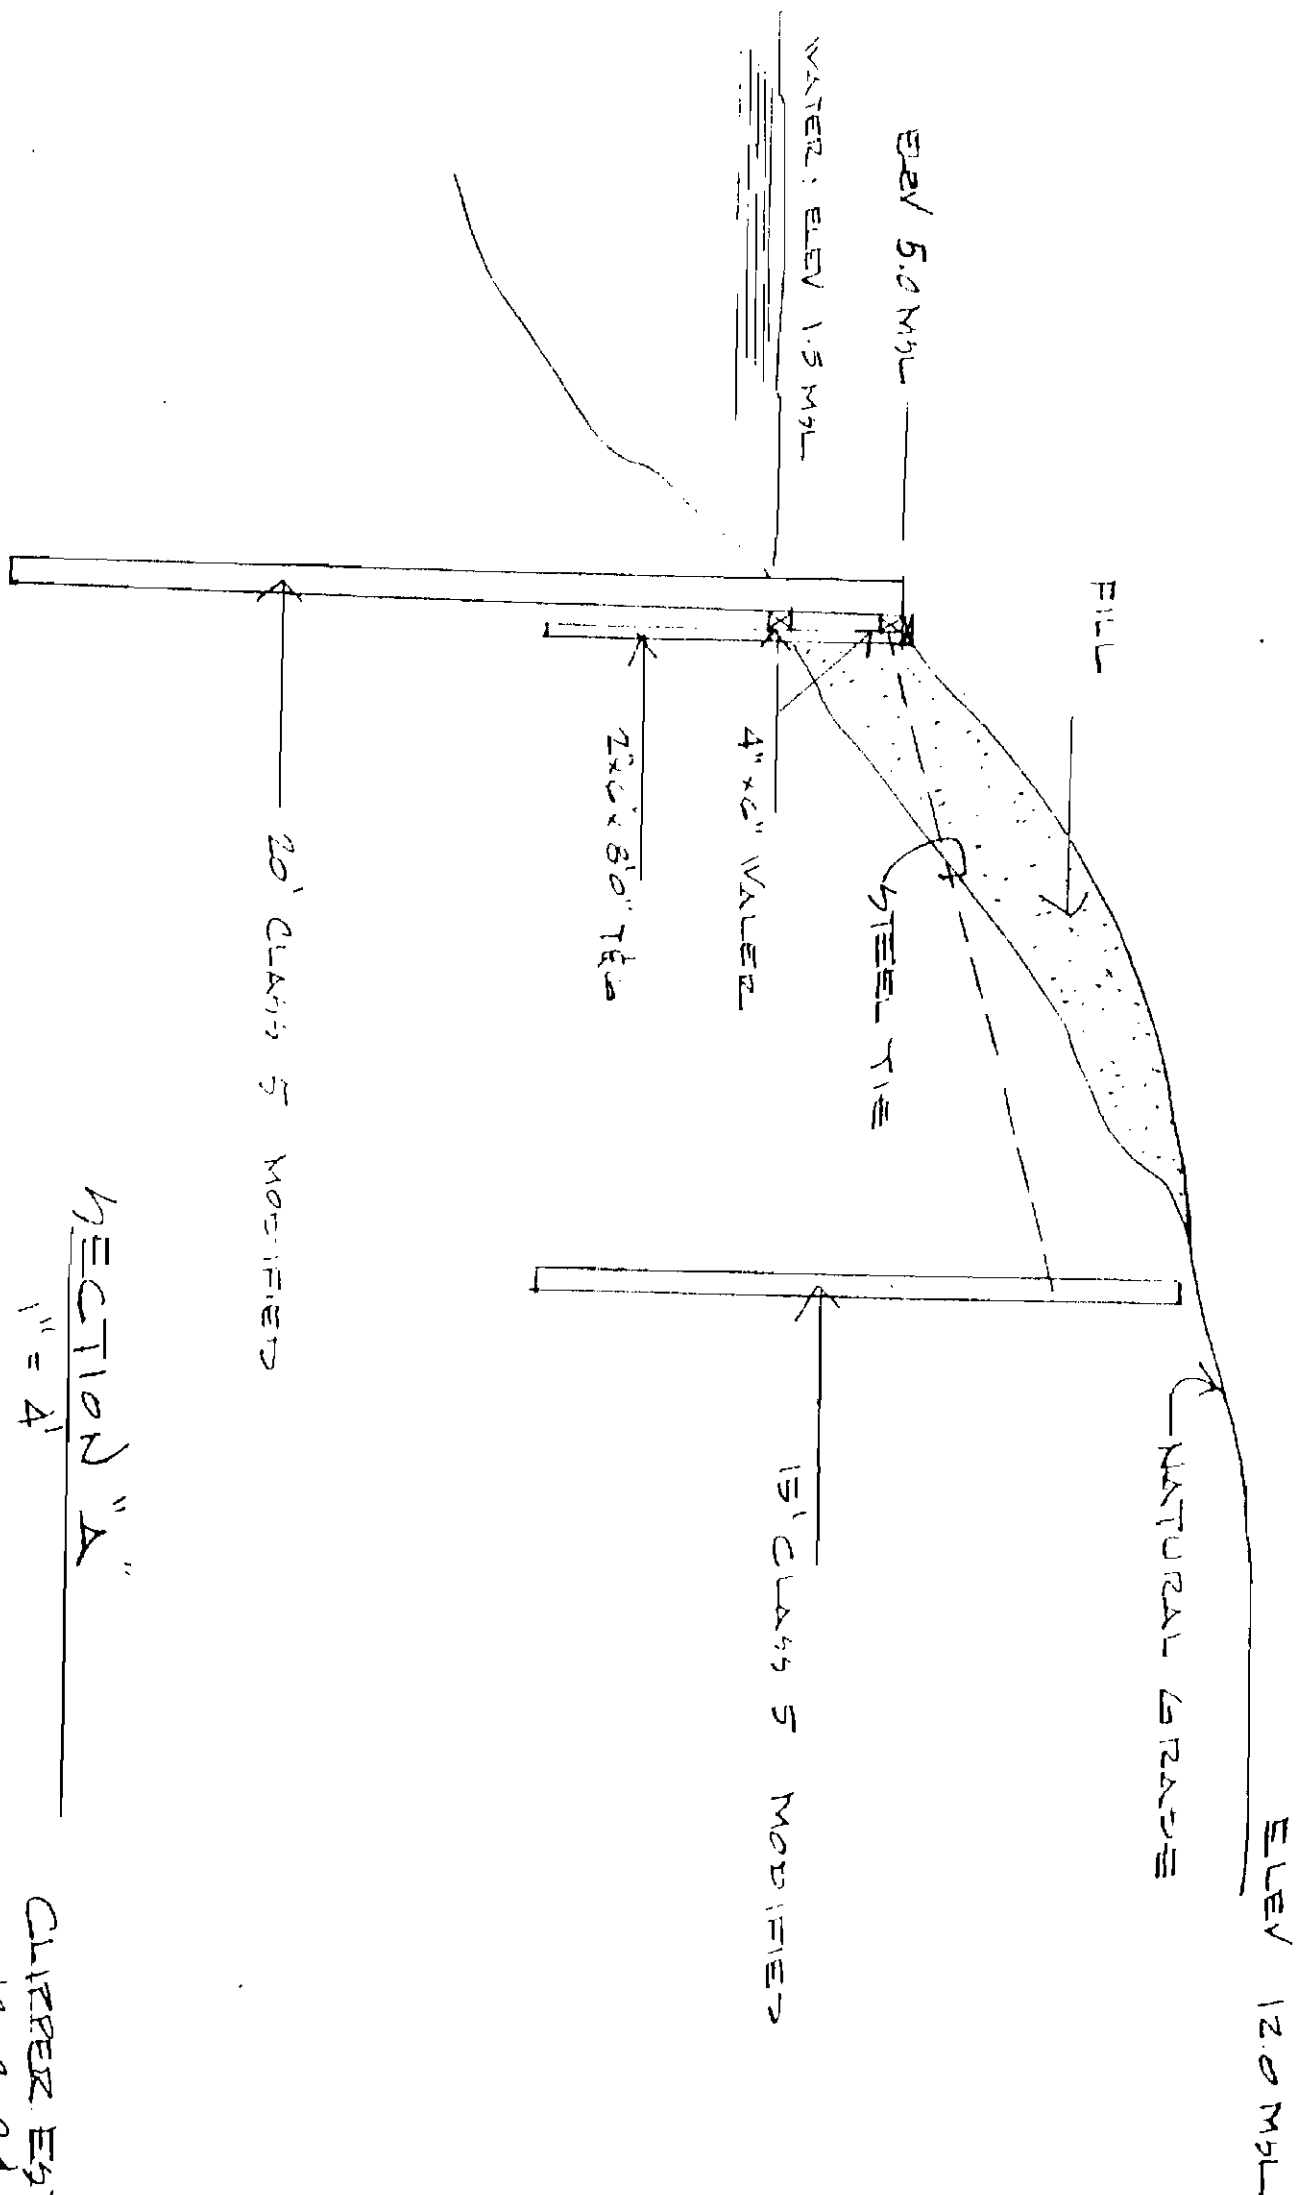 ELEV 12.0 MSL
FILL
NATURAL GRADE
ELEV 5.0 MSL
STEEL TIE
WATER: ELEV 1.5 MSL
4"x6" WALER
15' CLASS 5 MODIFIED
2"x6"x8'0" T&G
20' CLASS 5 MODIFIED
SECTION "A"
1" = 4'
CLIPPER